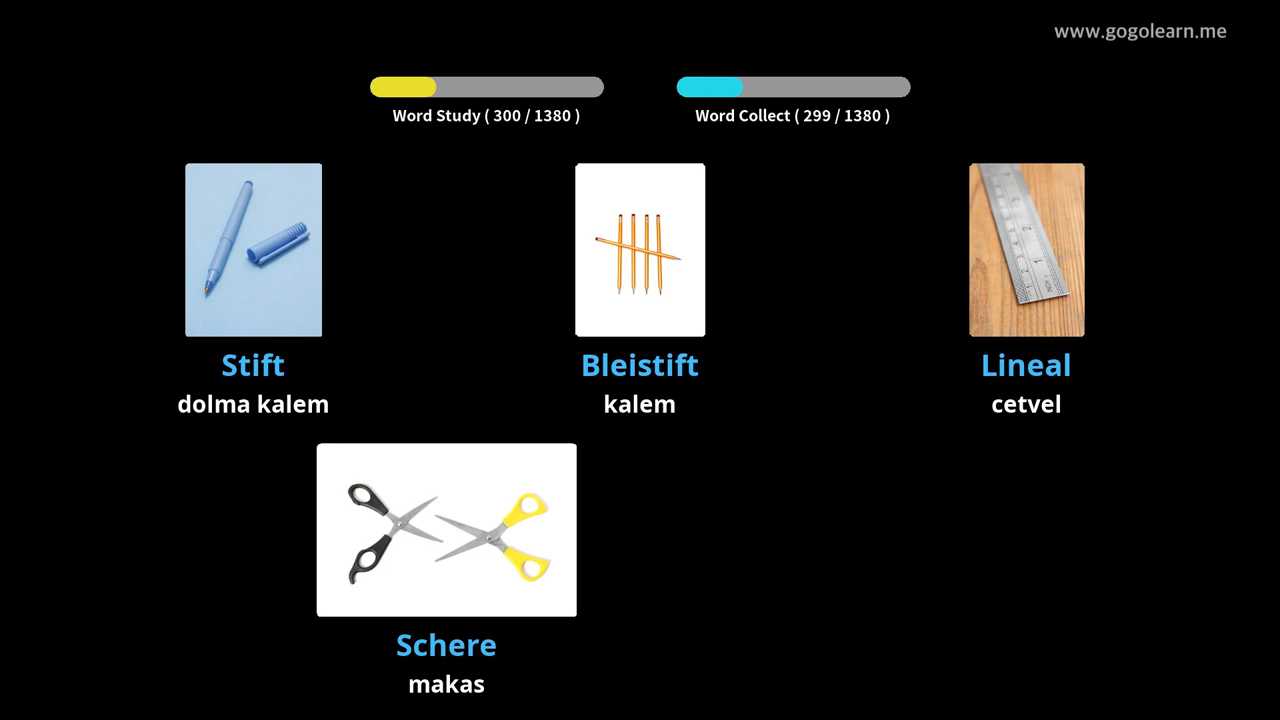 www.gogolearn.me
Word Study ( 300 / 1380 )
Word Collect ( 299 / 1380 )
Stift
dolma kalem
Bleistift
kalem
Lineal
cetvel
Schere
makas